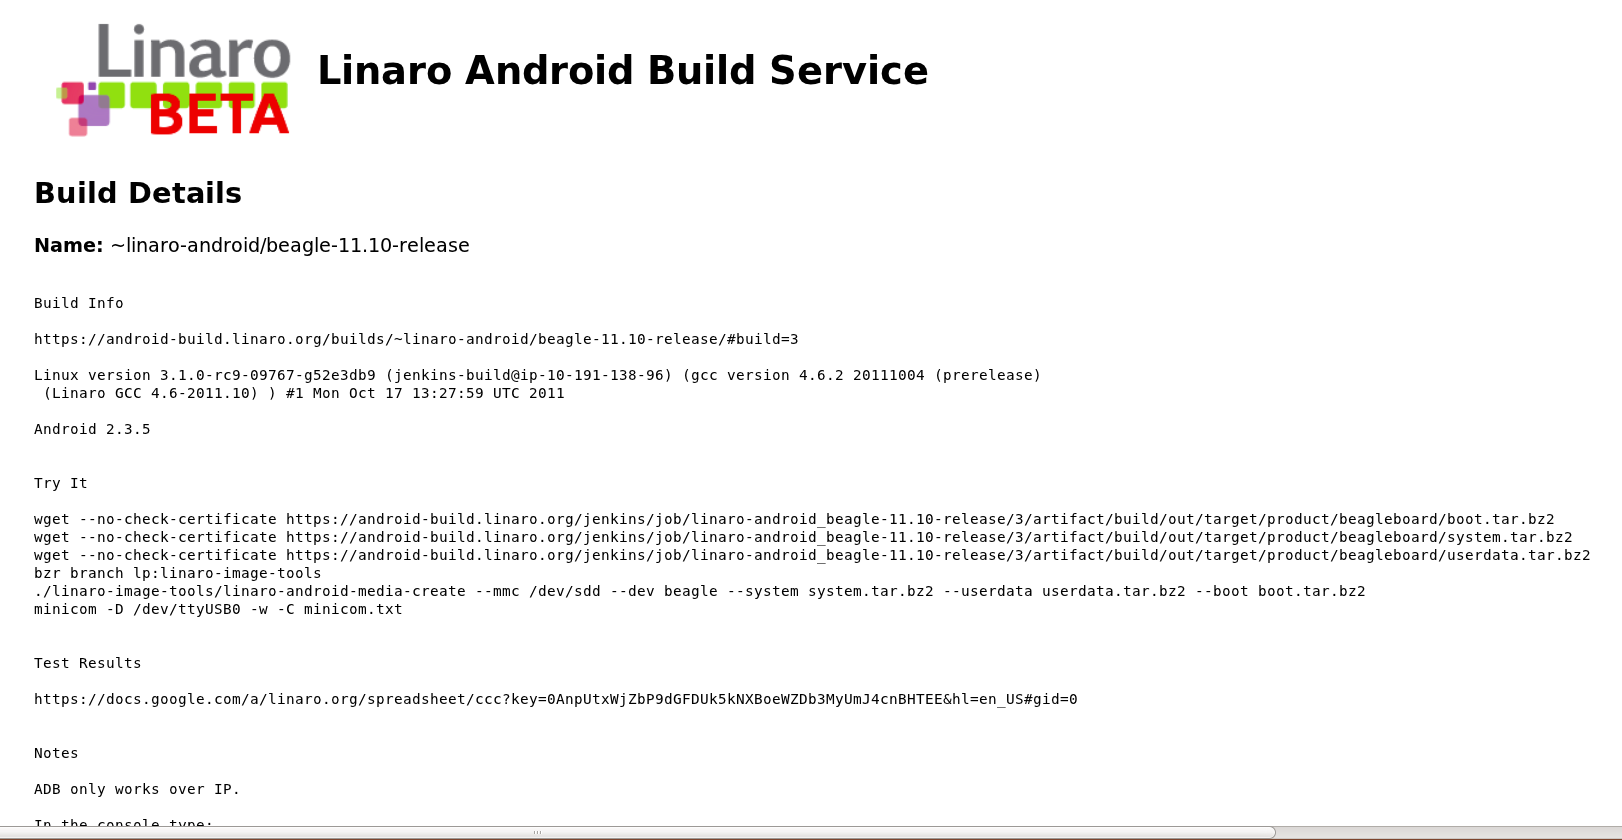 Linaro
BETA
Linaro Android Build Service
Build Details
Name: ~linaro-android/beagle-11.10-release
Build Info
https://android-build.linaro.org/builds/~linaro-android/beagle-11.10-release/#build=3
Linux version 3.1.0-rc9-09767-g52e3db9 (jenkins-build@ip-10-191-138-96) (gcc version 4.6.2 20111004 (prerelease)
(Linaro GCC 4.6-2011.10) ) #1 Mon Oct 17 13:27:59 UTC 2011
Android 2.3.5
Try It
wget --no-check-certificate https://android-build.linaro.org/jenkins/job/linaro-android_beagle-11.10-release/3/artifact/build/out/target/product/beagleboard/boot.tar.bz2
wget --no-check-certificate https://android-build.linaro.org/jenkins/job/linaro-android_beagle-11.10-release/3/artifact/build/out/target/product/beagleboard/system.tar.bz2
wget --no-check-certificate https://android-build.linaro.org/jenkins/job/linaro-android_beagle-11.10-release/3/artifact/build/out/target/product/beagleboard/userdata.tar.bz2
bzr branch lp:linaro-image-tools
./linaro-image-tools/linaro-android-media-create --mmc /dev/sdd --dev beagle --system system.tar.bz2 --userdata userdata.tar.bz2 --boot boot.tar.bz2
minicom -D /dev/ttyUSB0 -w -C minicom.txt
Test Results
https://docs.google.com/a/linaro.org/spreadsheet/ccc?key=0AnpUtxWjZbP9dGFDUk5kNXBoeWZDb3MyUmJ4cnBHTEE&hl=en_US#gid=0
Notes
ADB only works over IP.
In the console type: